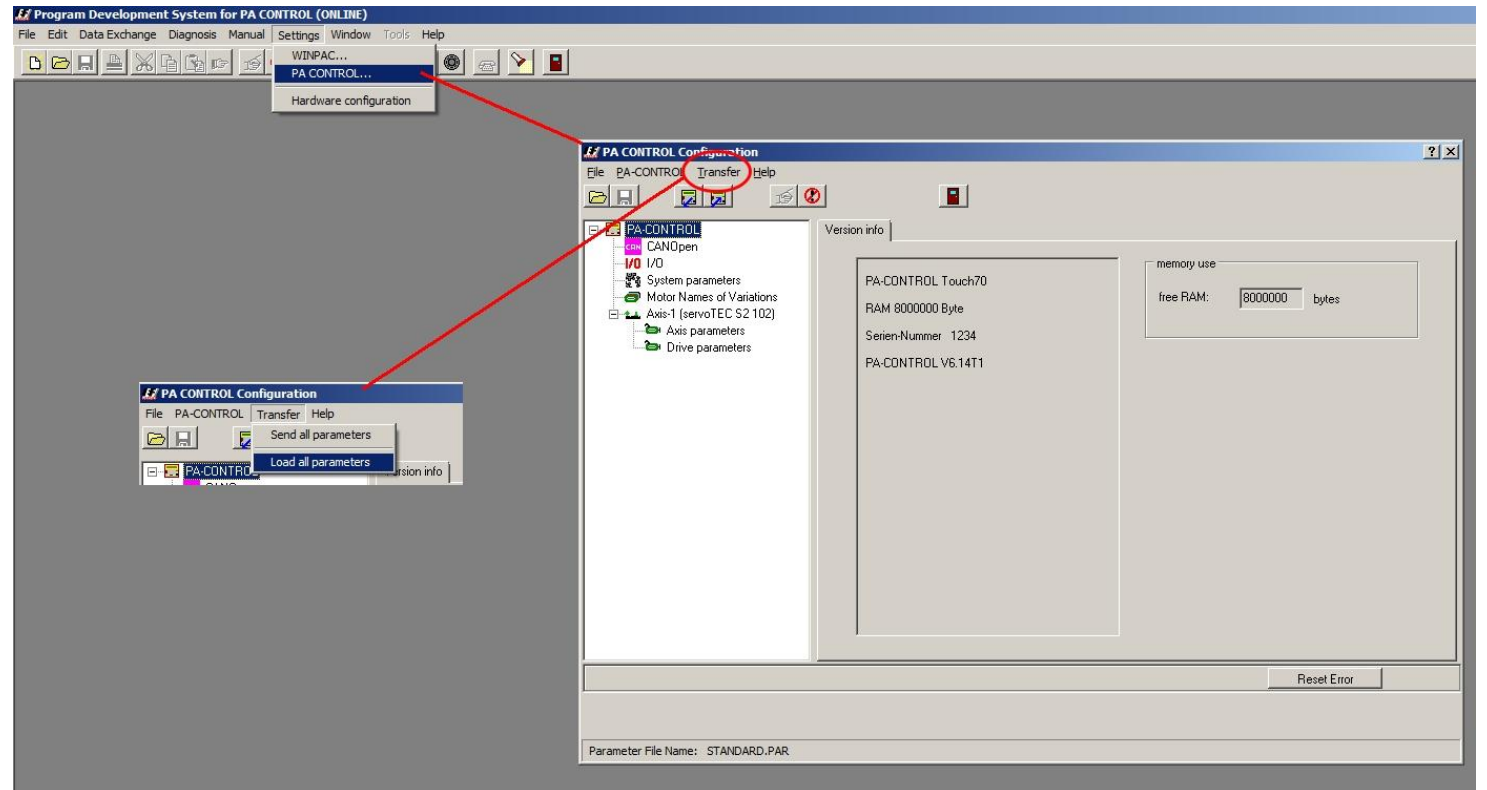 Program Development System for PA CONTROL (ONLINE)
File Edit Data Exchange Diagnosis Manual Settings Window Tools Help
WINPAC...
PA CONTROL...
Hardware configuration
PA CONTROL Configuration
File PA-CONTROL Transfer Help
PA-CONTROL
CAN CANOpen
I/O I/O
System parameters
Motor Names of Variations
Axis-1 (servoTEC S2 102)
Axis parameters
Drive parameters
Version info
PA-CONTROL Touch70
RAM 8000000 Byte
Serien-Nummer 1234
PA-CONTROL V6.14T1
memory use
free RAM: 8000000 bytes
Reset Error
Parameter File Name: STANDARD.PAR
PA CONTROL Configuration
File PA-CONTROL Transfer Help
Send all parameters
Load all parameters